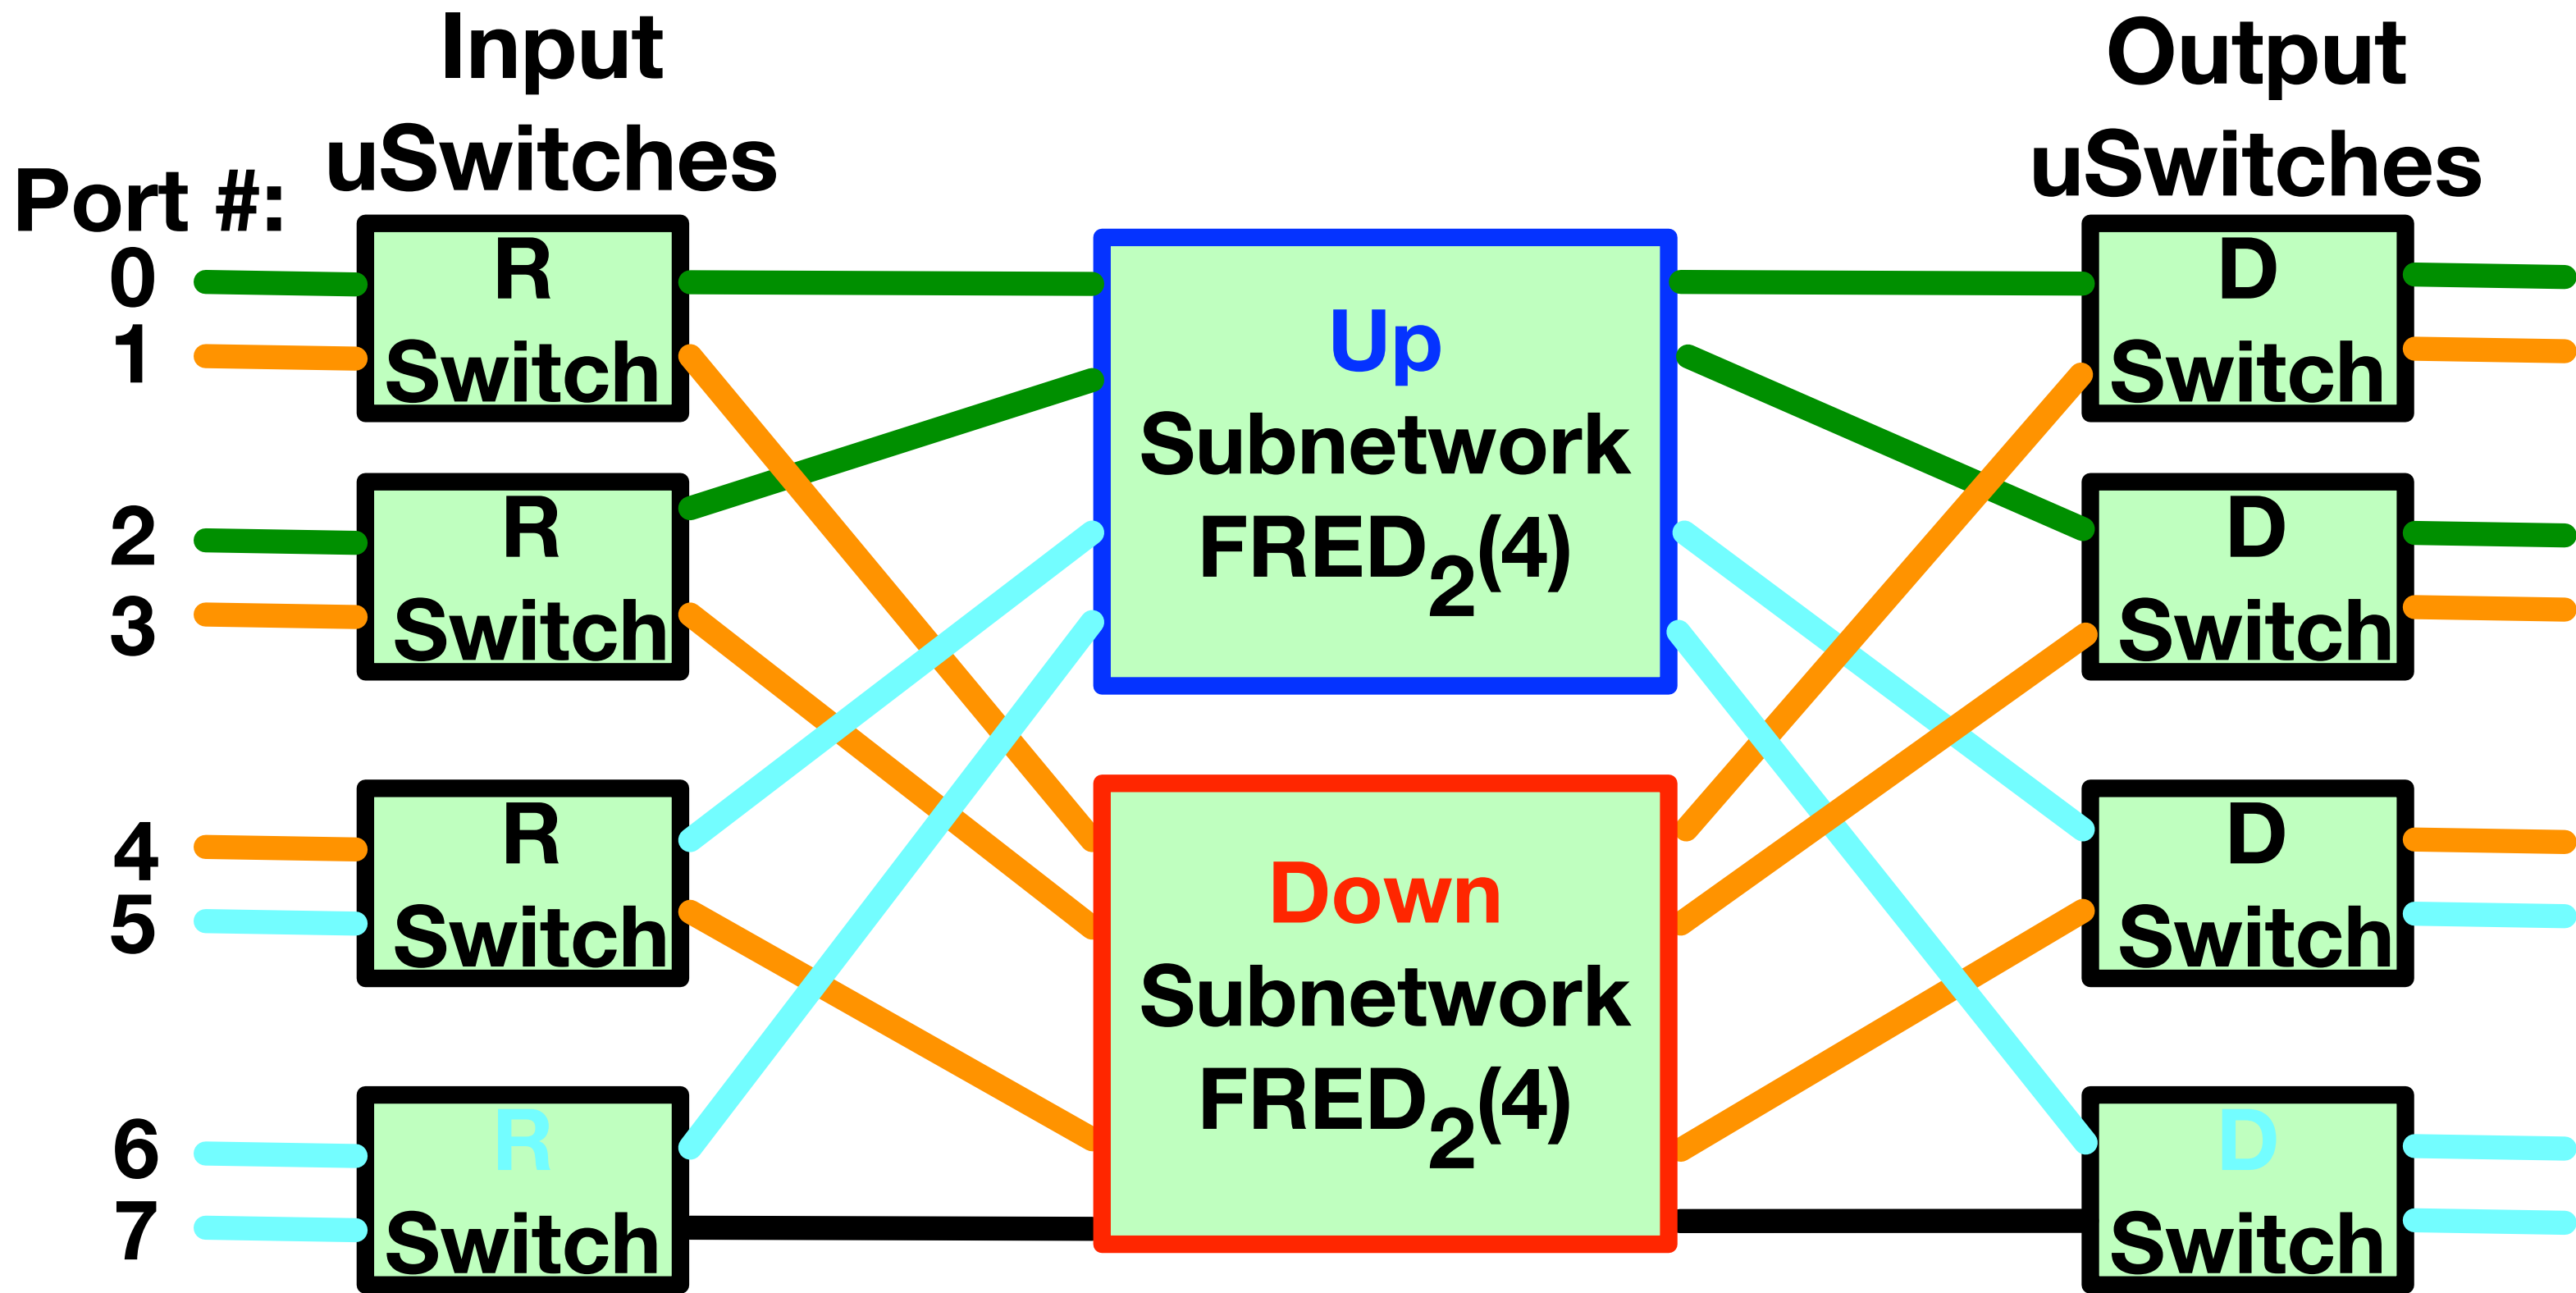 Input
uSwitches
Output
uSwitches
Port #:
0
1
2
3
4
5
6
7
R
Switch
R
Switch
R
Switch
R
Switch
Up
Subnetwork
FRED2(4)
Down
Subnetwork
FRED2(4)
D
Switch
D
Switch
D
Switch
D
Switch